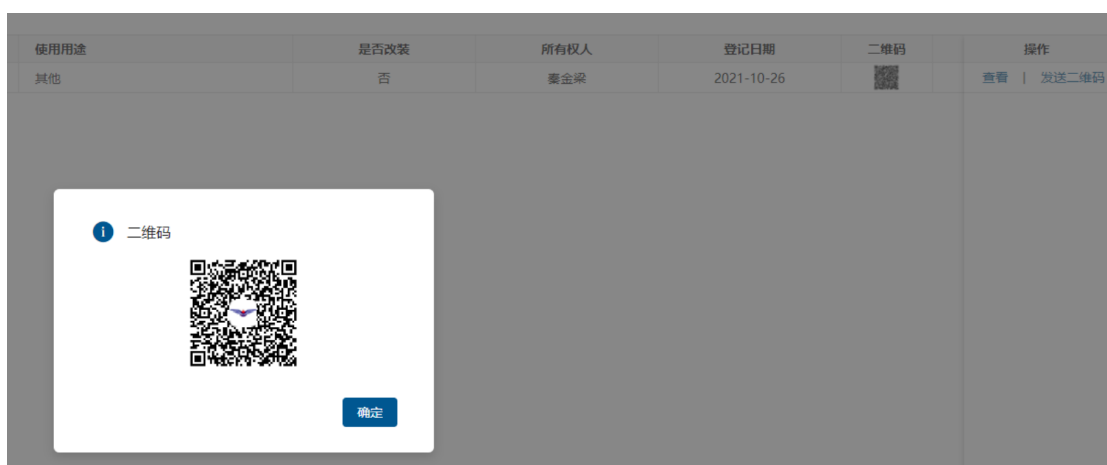 使用用途 是否改装 所有权人 登记日期 二维码 操作
其他 否 秦金梁 2021-10-26 查看 | 发送二维码
二维码
确定